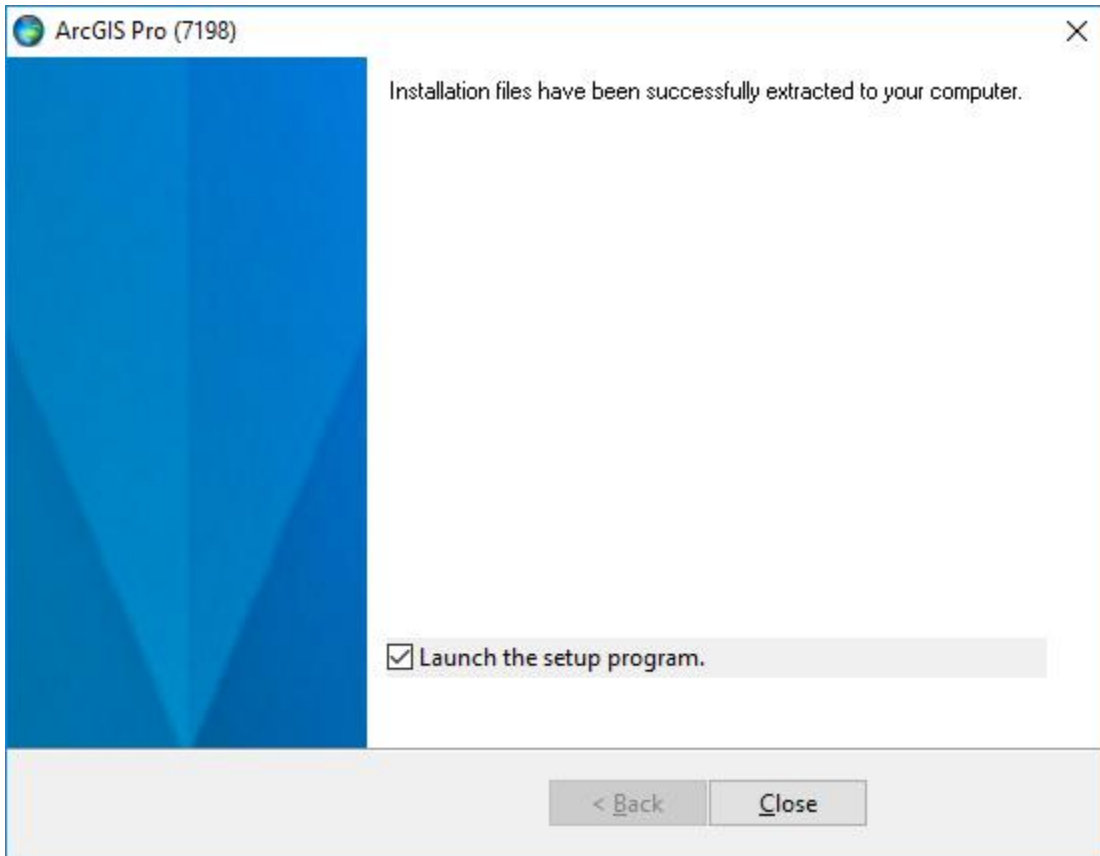 ArcGIS Pro (7198)
Installation files have been successfully extracted to your computer.
Launch the setup program.
< Back Close